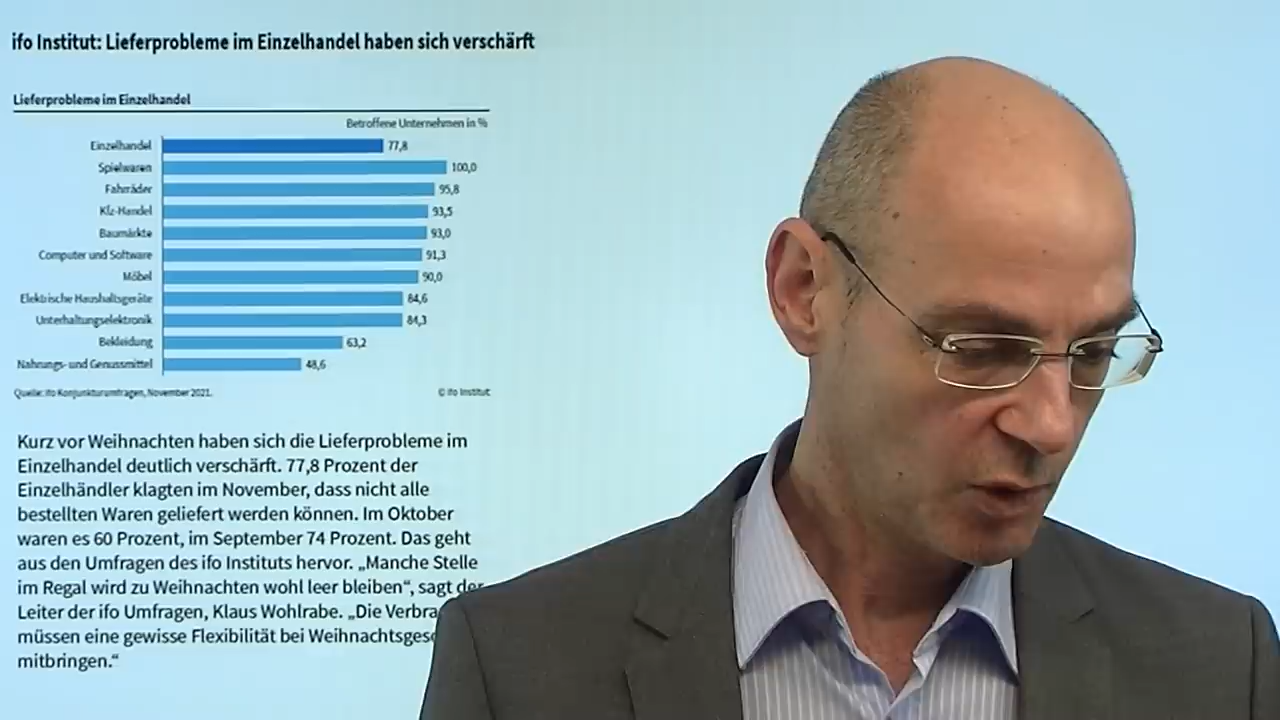 ifo Institut: Lieferprobleme im Einzelhandel haben sich verschärft
Lieferprobleme im Einzelhandel
Betroffene Unternehmen in %
Einzelhandel 77,8
Spielwaren 100,0
Fahrräder 95,8
Kfz-Handel 93,5
Baumärkte 93,0
Computer und Software 91,3
Möbel 90,0
Elektrische Haushaltsgeräte 84,6
Unterhaltungselektronik 84,3
Bekleidung 63,2
Nahrungs- und Genussmittel 48,6
Quelle: ifo Konjunkturumfragen, November 2021. © ifo Institut
Kurz vor Weihnachten haben sich die Lieferprobleme im
Einzelhandel deutlich verschärft. 77,8 Prozent der
Einzelhändler klagten im November, dass nicht alle
bestellten Waren geliefert werden können. Im Oktober
waren es 60 Prozent, im September 74 Prozent. Das geht
aus den Umfragen des ifo Instituts hervor. „Manche Stelle
im Regal wird zu Weihnachten wohl leer bleiben“, sagt der
Leiter der ifo Umfragen, Klaus Wohlrabe. „Die
müssen eine gewisse Flexibilität bei
mitbringen.“